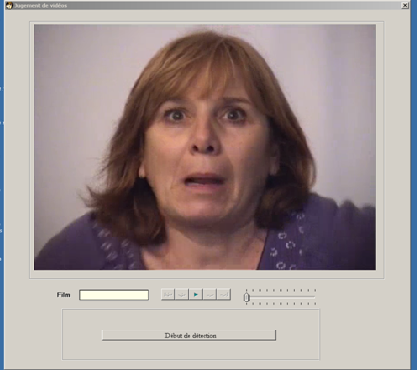 Jugement de vidéos
Film
Début de détection